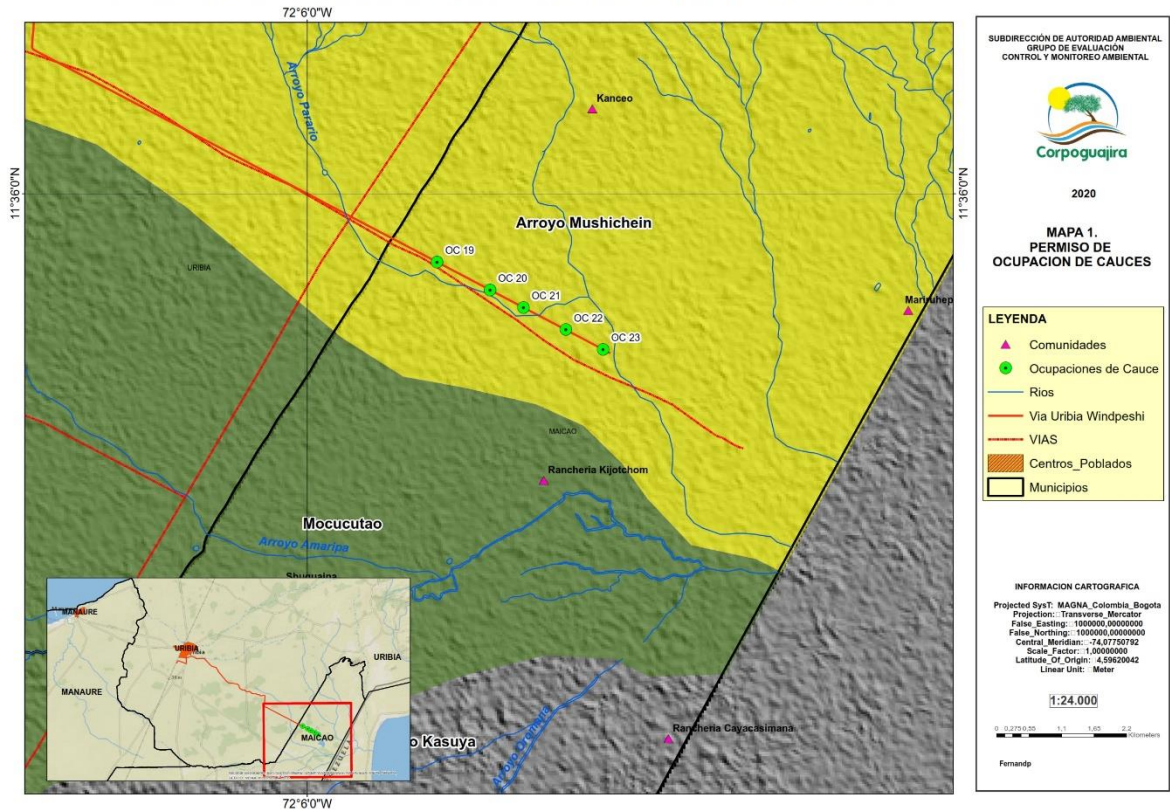 72°6'0"W
11°36'0"N
11°36'0"N
Arroyo Parario
Kanceo
Arroyo Mushichein
OC 19
URIBIA
OC 20
OC 21
OC 22
OC 23
MAICAO
Rancheria Kijotchom
Mocucutao
Arroyo Amaripa
Rancheria Cayacasimana
o Kasuya
MANAURE
URIBIA
URIBIA
MANAURE
MAICAO
72°6'0"W
SUBDIRECCIÓN DE AUTORIDAD AMBIENTAL
GRUPO DE EVALUACIÓN
CONTROL Y MONITOREO AMBIENTAL
Corpoguajira
2020
MAPA 1.
PERMISO DE
OCUPACION DE CAUCES
LEYENDA
Comunidades
Ocupaciones de Cauce
Rios
Via Uribia Windpeshi
VIAS
Centros_Poblados
Municipios
INFORMACION CARTOGRAFICA
Projected SysT: MAGNA_Colombia_Bogota
Projection: Transverse_Mercator
False_Easting: 1000000,00000000
False_Northing: 1000000,00000000
Central_Meridian: -74,07750792
Scale_Factor: 1,00000000
Latitude_Of_Origin: 4,59620042
Linear Unit: Meter
1:24.000
0 0,275 0,55 1,1 1,65 2,2
Kilometers
Fernandp